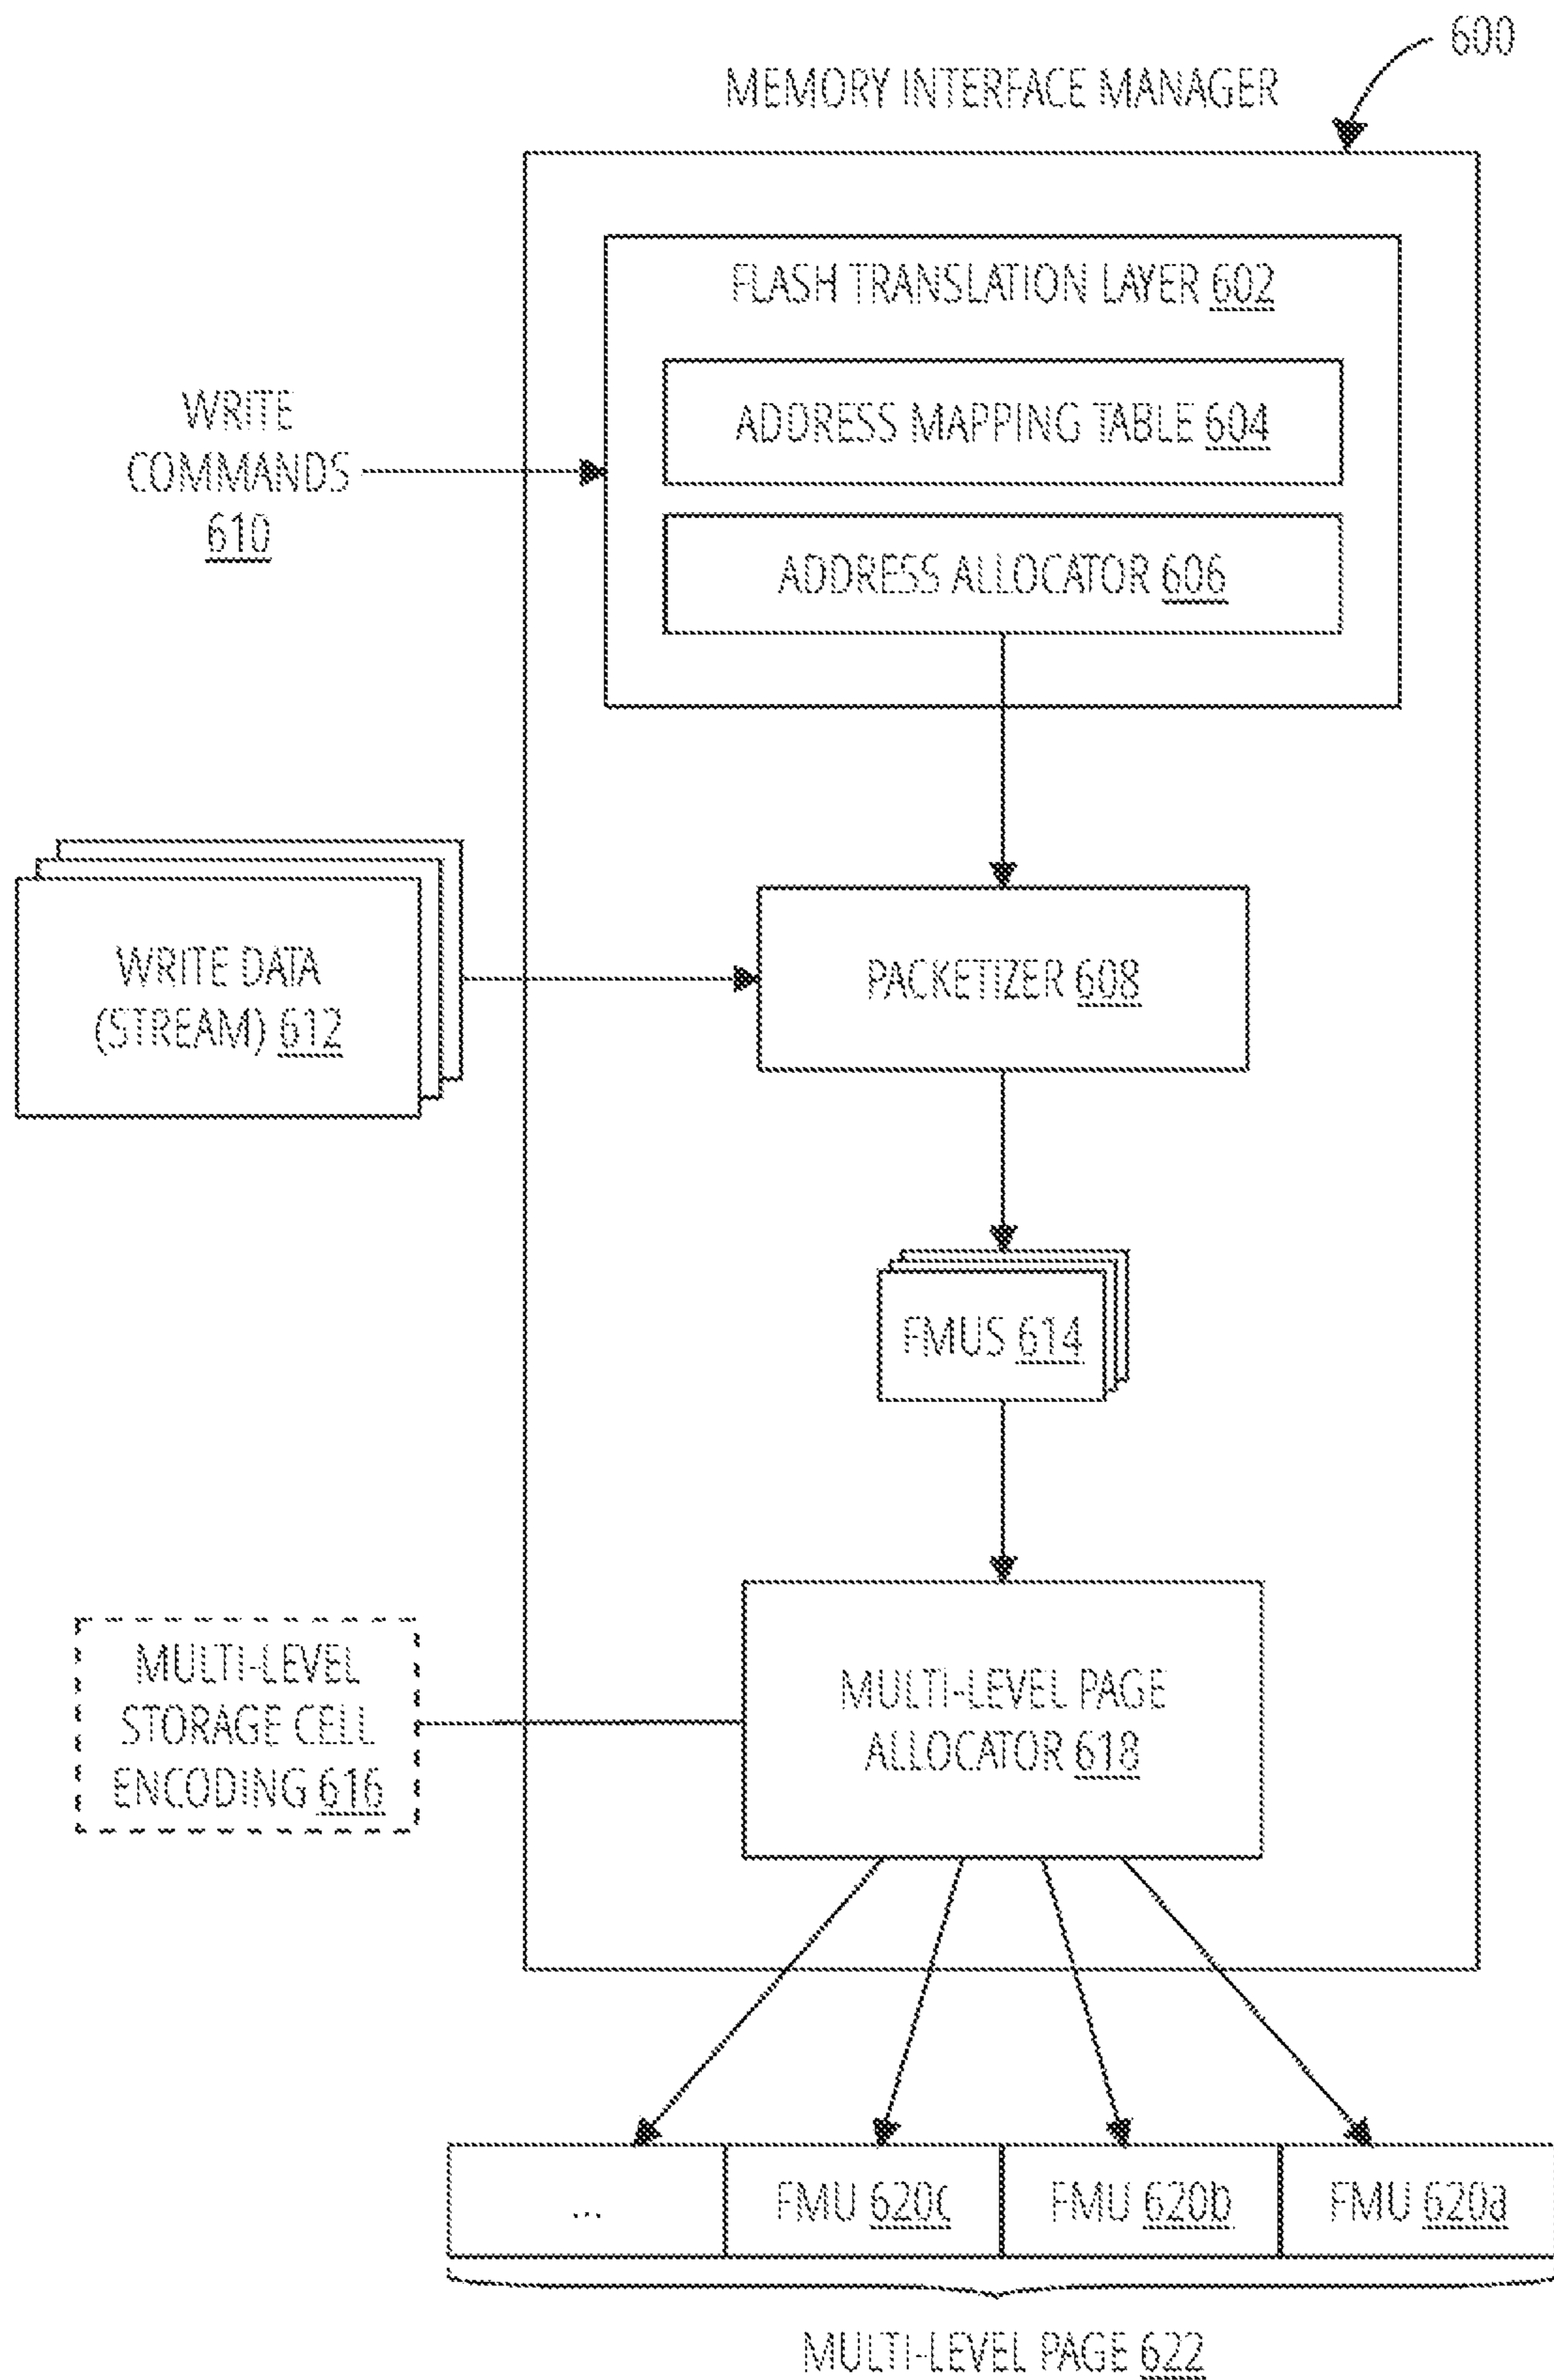 600
MEMORY INTERFACE MANAGER
FLASH TRANSLATION LAYER 602
ADDRESS MAPPING TABLE 604
ADDRESS ALLOCATOR 606
WRITE
COMMANDS
610
WRITE DATA
(STREAM) 612
PACKETIZER 608
FMUS 614
MULTI-LEVEL
STORAGE CELL
ENCODING 616
MULTI-LEVEL PAGE
ALLOCATOR 618
... FMU 620c FMU 620b FMU 620a
MULTI-LEVEL PAGE 622